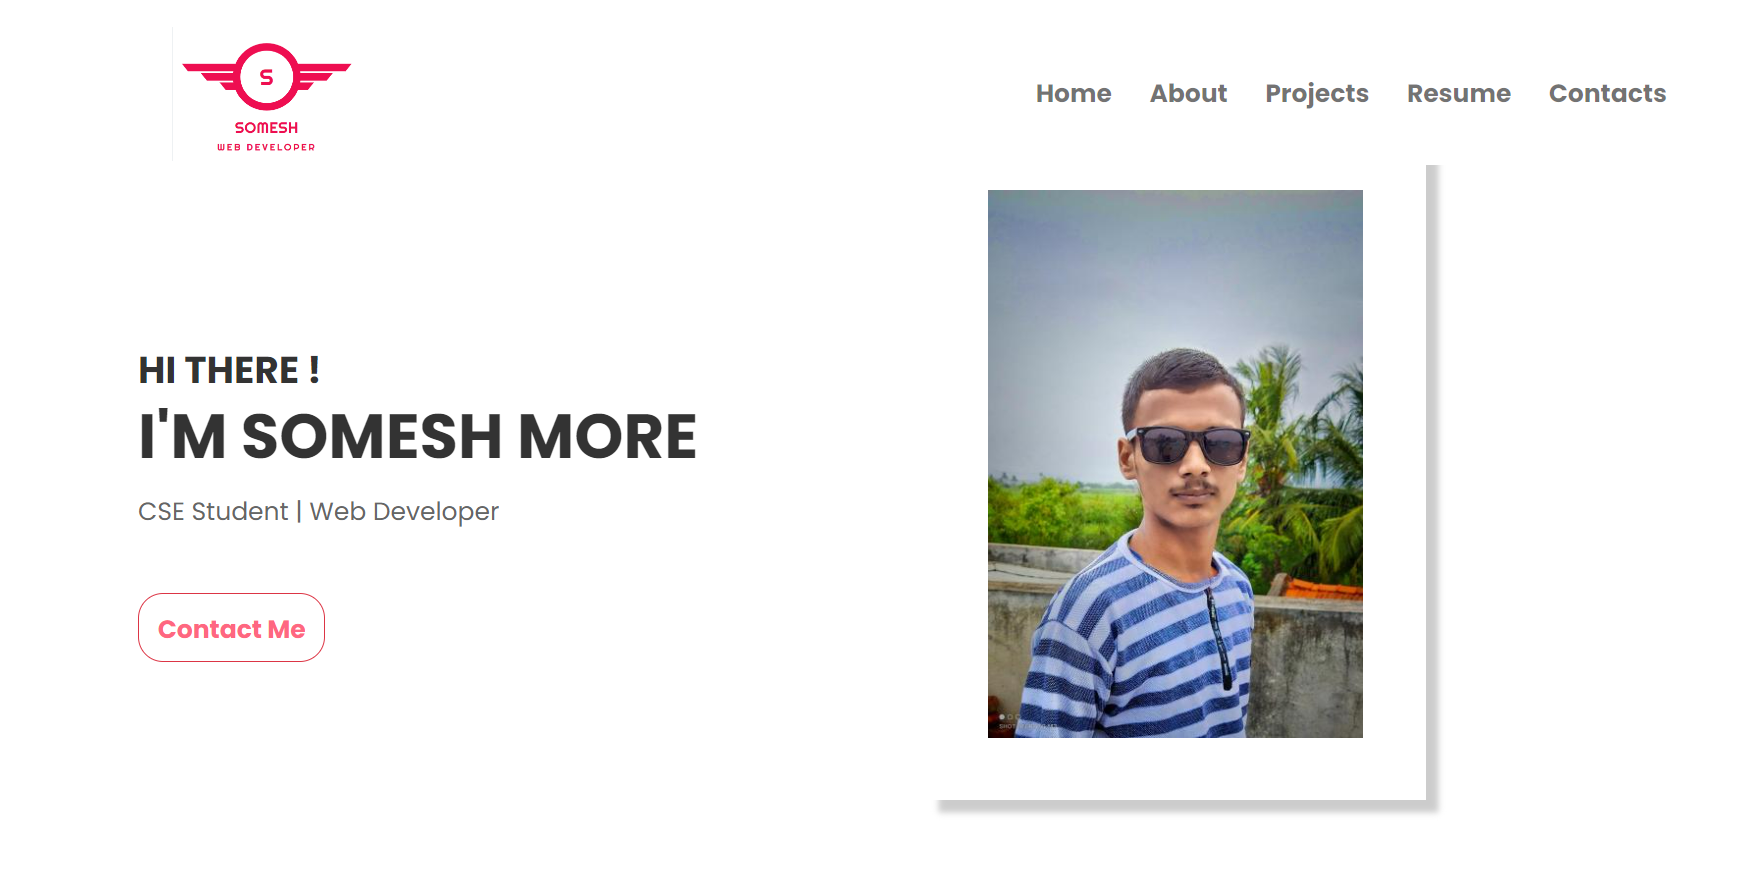 S
SOMESH
WEB DEVELOPER
Home About Projects Resume Contacts
HI THERE !
I'M SOMESH MORE
CSE Student | Web Developer
Contact Me